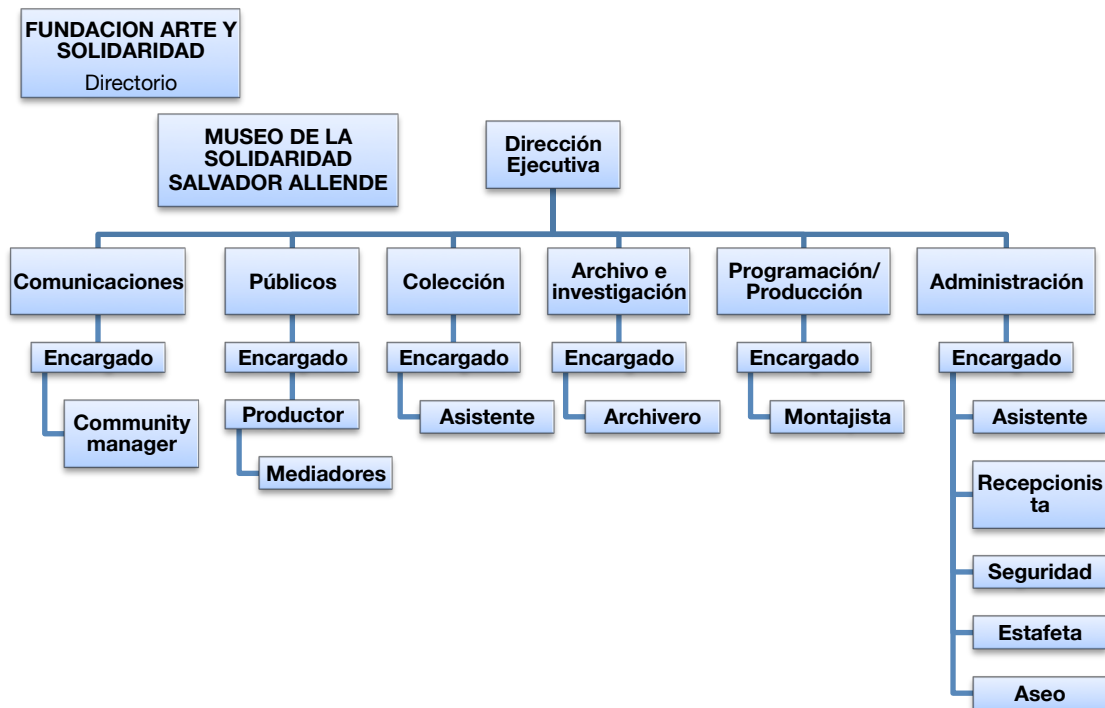 FUNDACION ARTE Y
SOLIDARIDAD
Directorio
MUSEO DE LA
SOLIDARIDAD
SALVADOR ALLENDE
Dirección
Ejecutiva
Comunicaciones
Públicos
Colección
Archivo e
investigación
Programación/
Producción
Administración
Encargado
Encargado
Encargado
Encargado
Encargado
Encargado
Community
manager
Productor
Asistente
Archivero
Montajista
Asistente
Mediadores
Recepcionis
ta
Seguridad
Estafeta
Aseo